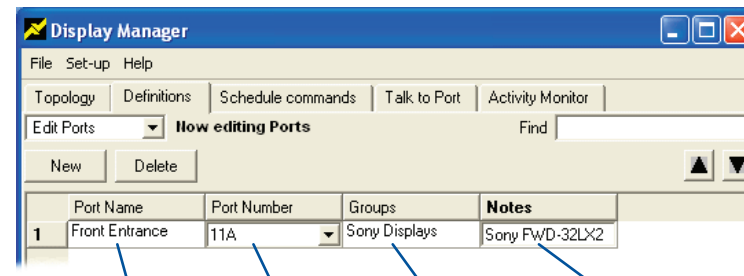 Display Manager
File Set-up Help
Topology Definitions Schedule commands Talk to Port Activity Monitor
Edit Ports Now editing Ports Find
New Delete
Port Name Port Number Groups Notes
1 Front Entrance 11A Sony Displays Sony FWD-32LX2